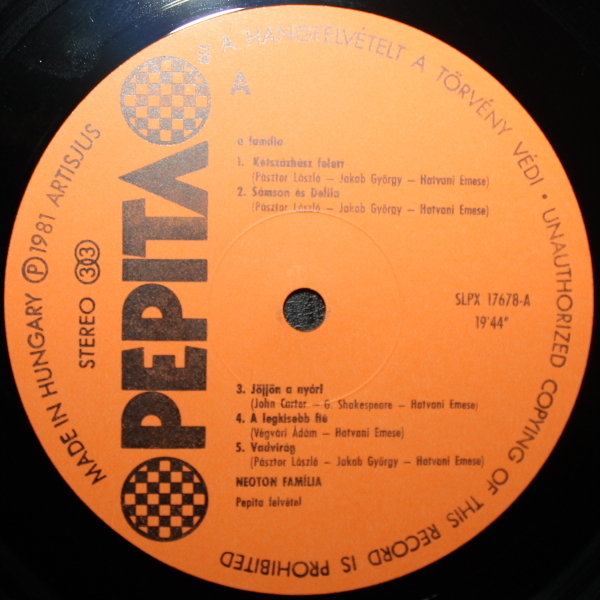 A HANGFELVÉTELT A TÖRVÉNY VÉDI · UNAUTHORIZED COPYING OF THIS RECORD IS PROHIBITED
MADE IN HUNGARY Ⓟ 1981 ARTISJUS
STEREO 33
PEPITA
A
a família
1. Kétszázhúsz felett
(Pásztor László – Jakab György – Hatvani Emese)
2. Sámson és Delila
(Pásztor László – Jakab György – Hatvani Emese)
SLPX 17678-A
19'44"
3. Jöjjön a nyár!
(John Carter – G. Shakespeare – Hatvani Emese)
4. A legkisebb fiú
(Végvári Ádám – Hatvani Emese)
5. Vadvirág
(Pásztor László – Jakab György – Hatvani Emese)
NEOTON FAMÍLIA
Pepita felvétel